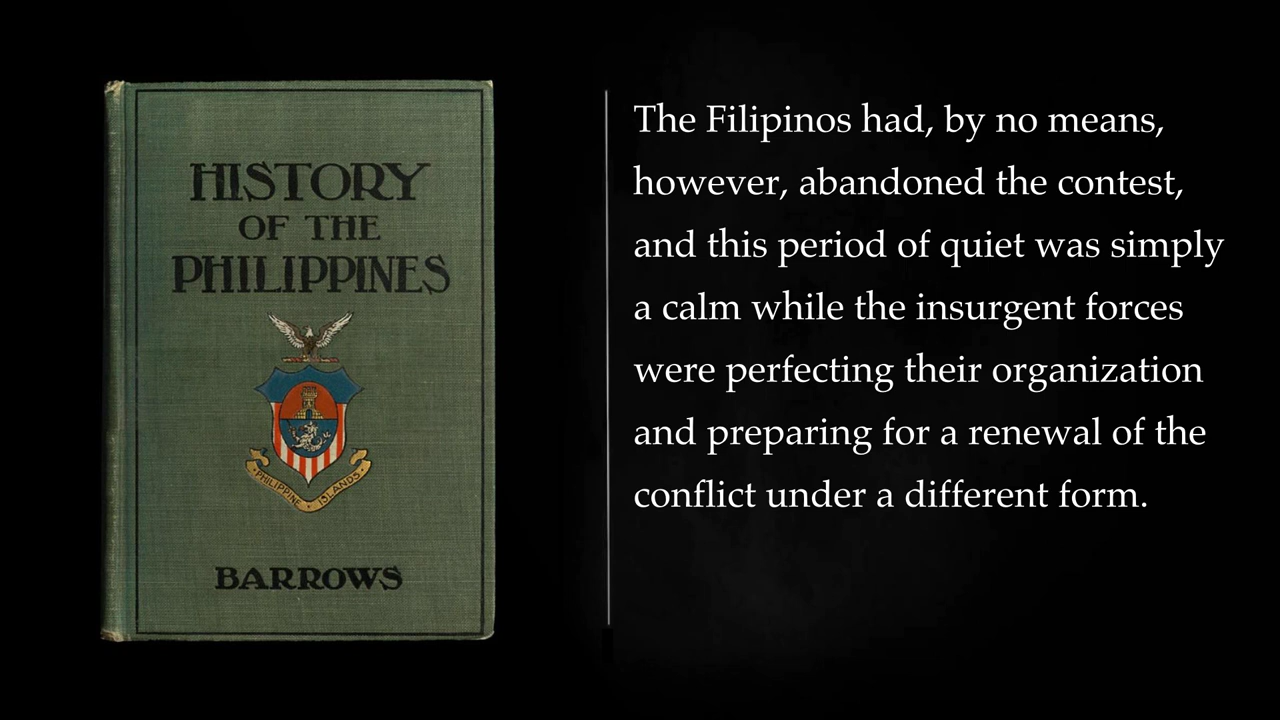 HISTORY
OF THE
PHILIPPINES
PHILIPPINE ★ ISLANDS
BARROWS
The Filipinos had, by no means,
however, abandoned the contest,
and this period of quiet was simply
a calm while the insurgent forces
were perfecting their organization
and preparing for a renewal of the
conflict under a different form.